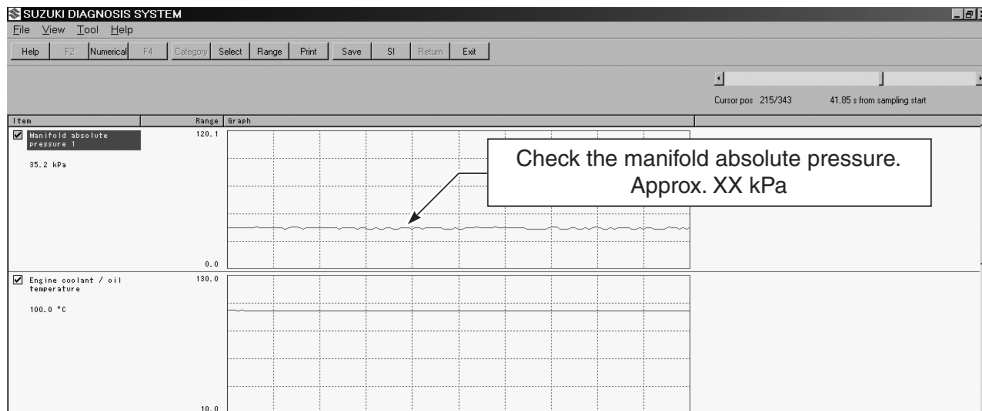 SUZUKI DIAGNOSIS SYSTEM
File View Tool Help
Help F2 Numerical F4 Category Select Range Print Save SI Return Exit
Cursor pos 215/343 41.85 s from sampling start
Item Range Graph
Manifold absolute pressure 1
120.1
35.2 kPa
0.0
Check the manifold absolute pressure.
Approx. XX kPa
Engine coolant / oil temperature
130.0
100.0 °C
10.0